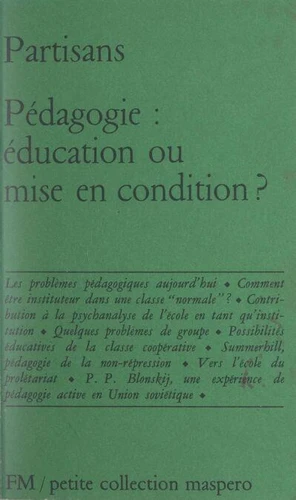 Partisans
Pédagogie :
éducation ou
mise en condition ?
Les problèmes pédagogiques aujourd'hui ◆ Comment
être instituteur dans une classe "normale" ? ◆ Contri-
bution à la psychanalyse de l'école en tant qu'insti-
tution ◆ Quelques problèmes de groupe ◆ Possibilités
éducatives de la classe coopérative ◆ Summerhill,
pédagogie de la non-répression ◆ Vers l'école du
prolétariat ◆ P. P. Blonskij, une expérience de
pédagogie active en Union soviétique ◆
FM / petite collection maspero